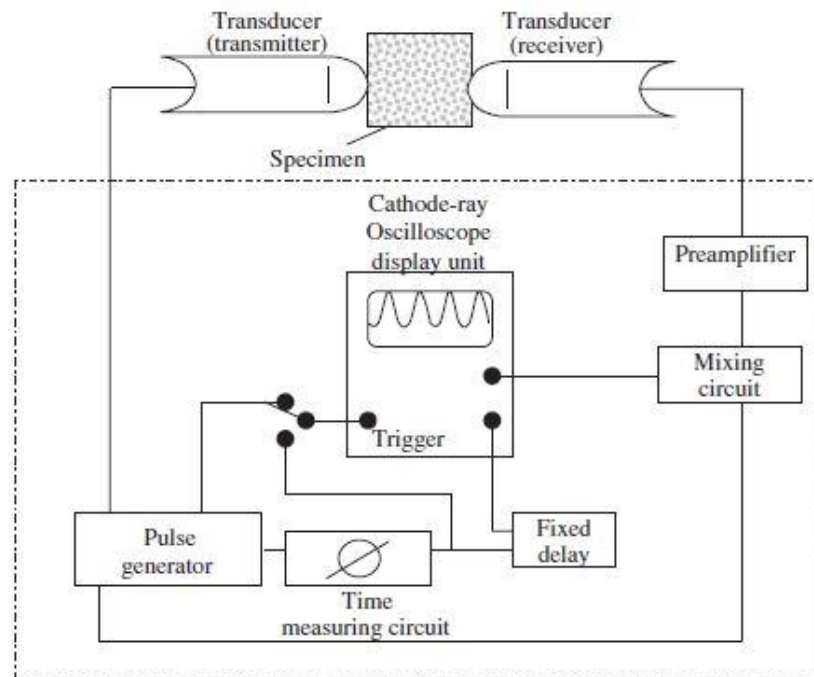 Transducer
(transmitter)
Transducer
(receiver)
Specimen
Cathode-ray
Oscilloscope
display unit
Preamplifier
Mixing
circuit
Trigger
Pulse
generator
Fixed
delay
Time
measuring circuit